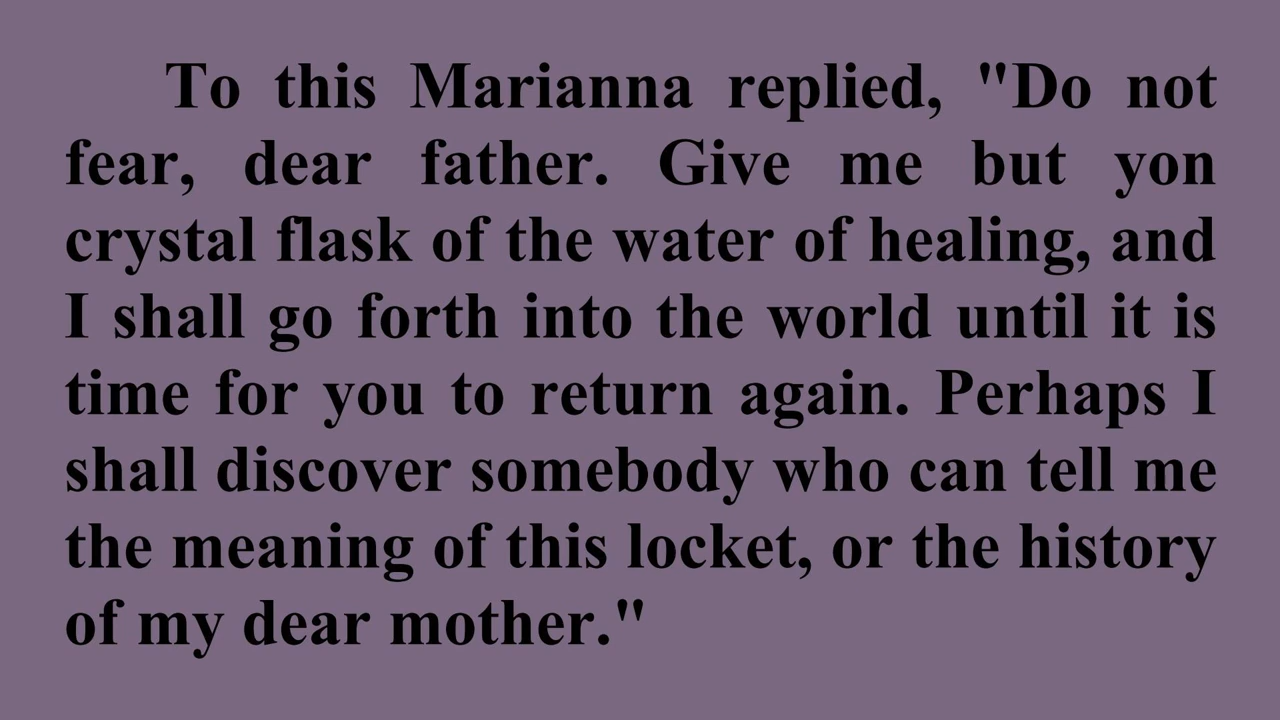 To this Marianna replied, "Do not
fear, dear father. Give me but yon
crystal flask of the water of healing, and
I shall go forth into the world until it is
time for you to return again. Perhaps I
shall discover somebody who can tell me
the meaning of this locket, or the history
of my dear mother."